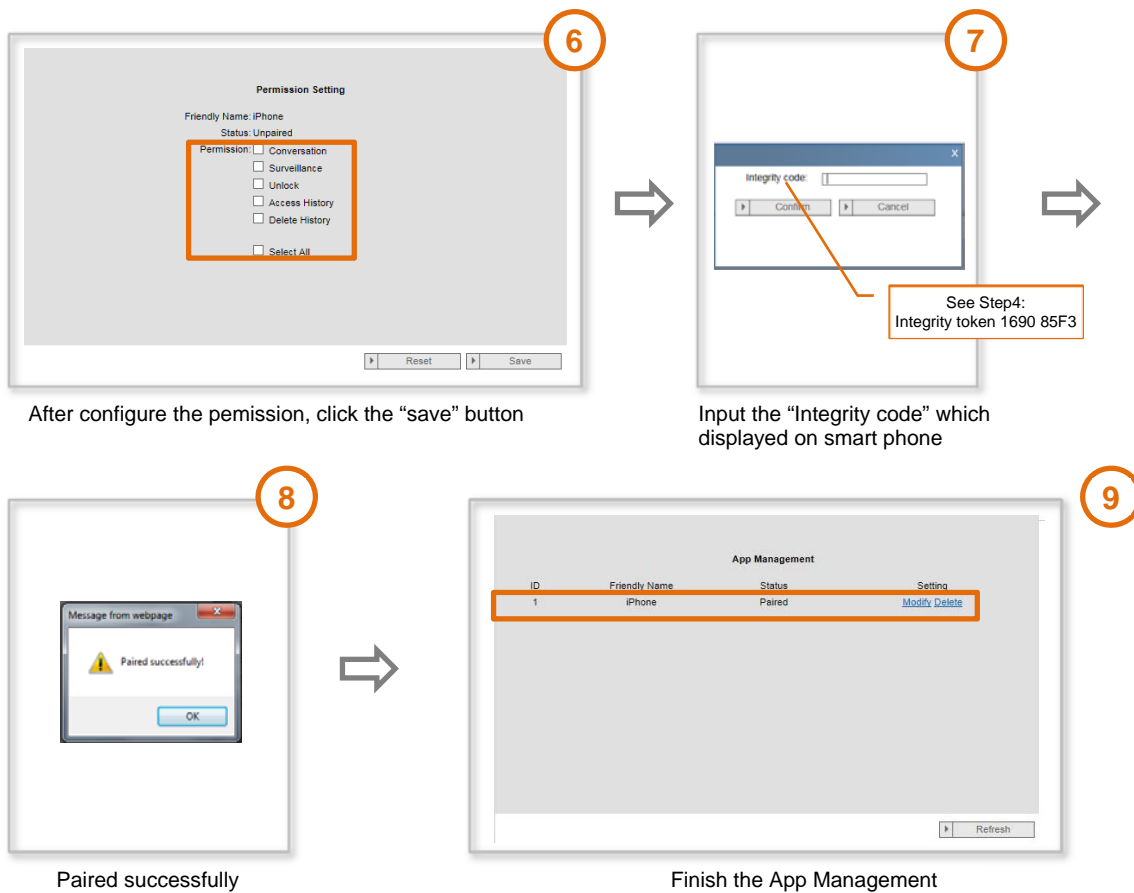 6
Permission Setting
Friendly Name: iPhone
Status: Unpaired
Permission: Conversation
Surveillance
Unlock
Access History
Delete History
Select All
Reset Save
After configure the pemission, click the “save” button
7
x
Integrity code:
Confirm Cancel
See Step4:
Integrity token 1690 85F3
Input the “Integrity code” which
displayed on smart phone
8
Message from webpage
Paired successfully!
OK
Paired successfully
9
App Management
ID Friendly Name Status Setting
1 iPhone Paired Modify Delete
Refresh
Finish the App Management